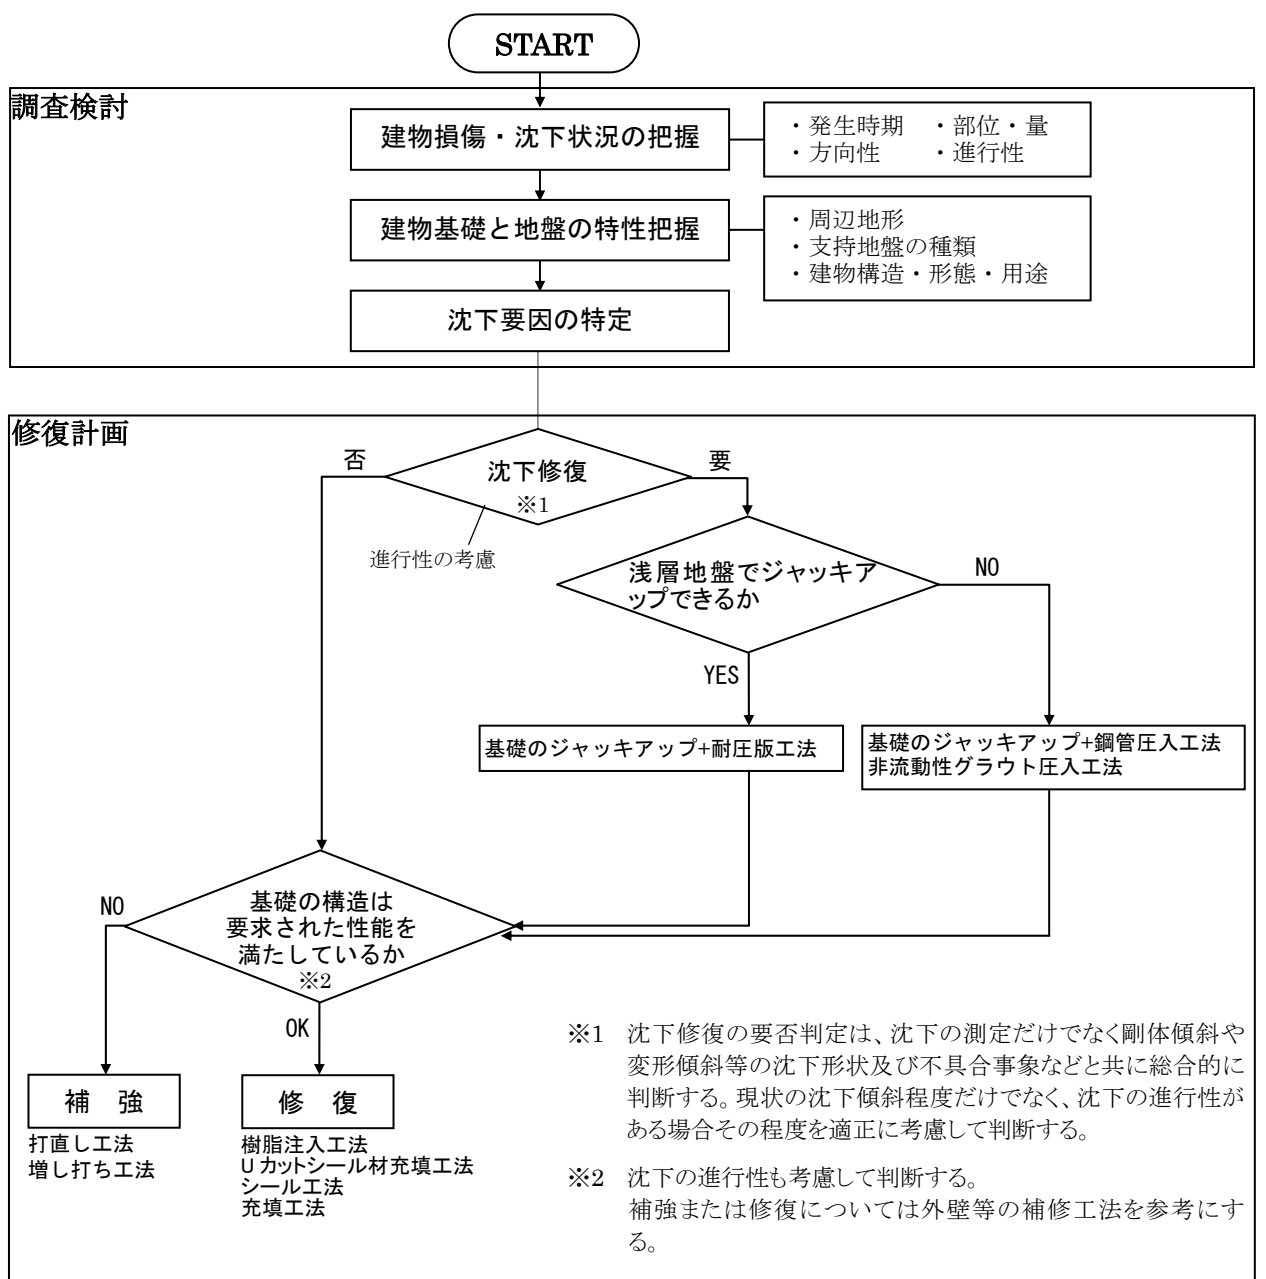 START
調査検討
建物損傷・沈下状況の把握
・発生時期　・部位・量
・方向性　　・進行性
建物基礎と地盤の特性把握
・周辺地形
・支持地盤の種類
・建物構造・形態・用途
沈下要因の特定
修復計画
否
沈下修復
※1
要
進行性の考慮
浅層地盤でジャッキア
ップできるか
NO
YES
基礎のジャッキアップ+耐圧版工法
基礎のジャッキアップ+鋼管圧入工法
非流動性グラウト圧入工法
基礎の構造は
要求された性能を
満たしているか
※2
NO
OK
補　強
打直し工法
増し打ち工法
修　復
樹脂注入工法
Uカットシール材充填工法
シール工法
充填工法
※1　沈下修復の要否判定は、沈下の測定だけでなく剛体傾斜や
変形傾斜等の沈下形状及び不具合事象などと共に総合的に
判断する。現状の沈下傾斜程度だけでなく、沈下の進行性が
ある場合その程度を適正に考慮して判断する。
※2　沈下の進行性も考慮して判断する。
補強または修復については外壁等の補修工法を参考にす
る。